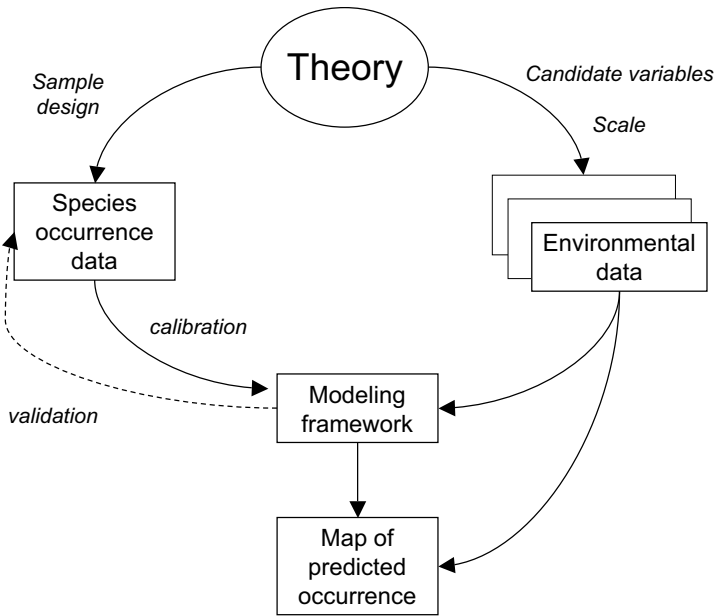 Theory
Sample
design
Candidate variables
Scale
Species
occurrence
data
Environmental
data
calibration
validation
Modeling
framework
Map of
predicted
occurrence